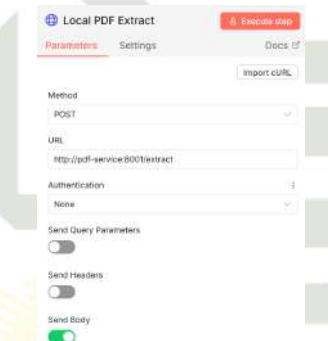 Local PDF Extract
Execute step
Parameters
Settings
Docs
Import cURL
Method
POST
URL
http://pdf-service:8001/extract
Authentication
None
Send Query Parameters
Send Headers
Send Body